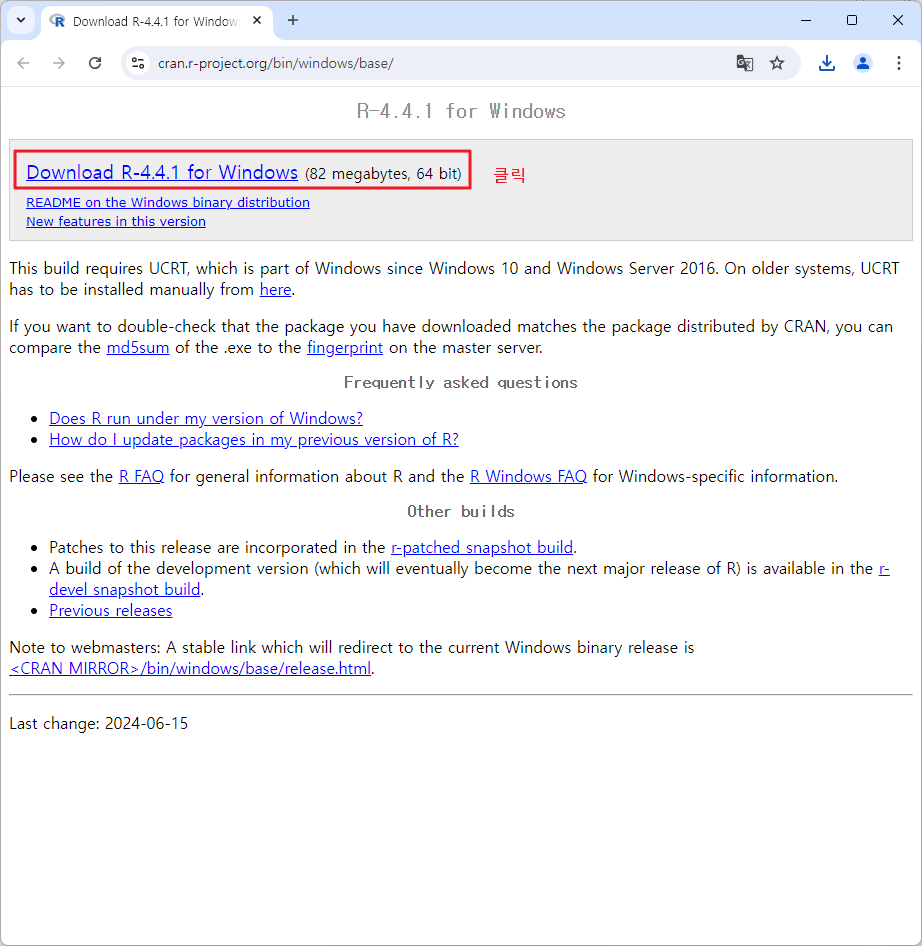 Download R-4.4.1 for Window
cran.r-project.org/bin/windows/base/
R-4.4.1 for Windows
Download R-4.4.1 for Windows (82 megabytes, 64 bit) 클릭
README on the Windows binary distribution
New features in this version
This build requires UCRT, which is part of Windows since Windows 10 and Windows Server 2016. On older systems, UCRT
has to be installed manually from here.
If you want to double-check that the package you have downloaded matches the package distributed by CRAN, you can
compare the md5sum of the .exe to the fingerprint on the master server.
Frequently asked questions
• Does R run under my version of Windows?
• How do I update packages in my previous version of R?
Please see the R FAQ for general information about R and the R Windows FAQ for Windows-specific information.
Other builds
• Patches to this release are incorporated in the r-patched snapshot build.
• A build of the development version (which will eventually become the next major release of R) is available in the r-
devel snapshot build.
• Previous releases
Note to webmasters: A stable link which will redirect to the current Windows binary release is
<CRAN MIRROR>/bin/windows/base/release.html.
Last change: 2024-06-15